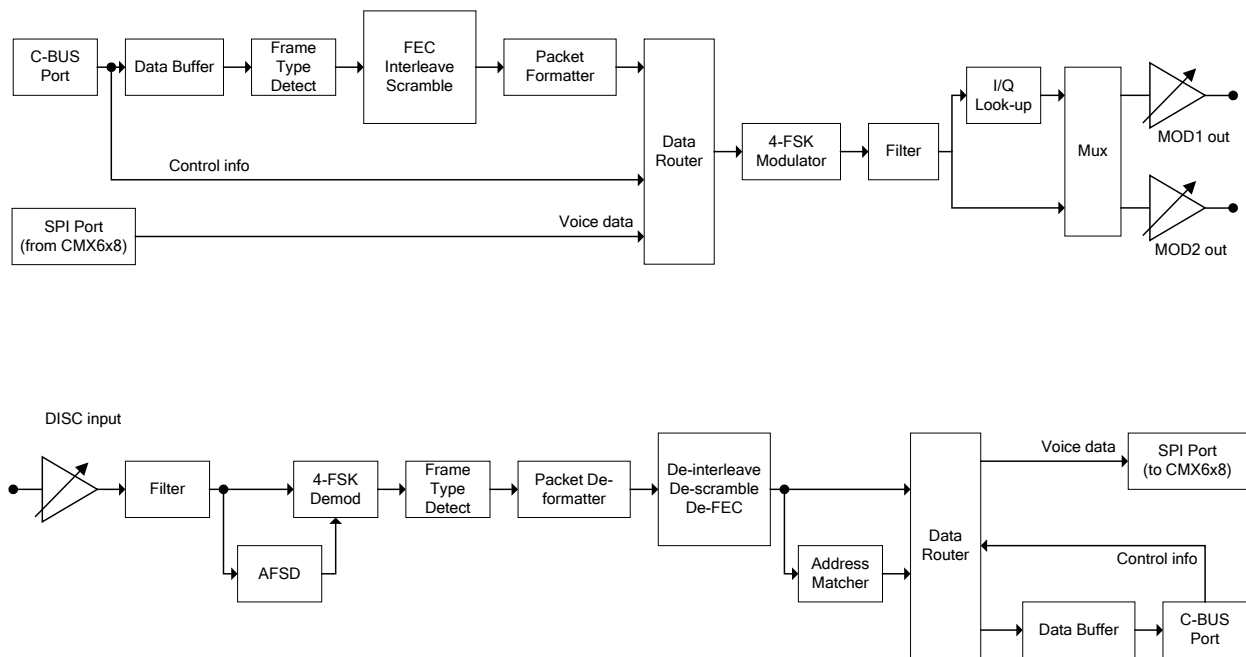 C-BUS
Port
Data Buffer
Frame
Type
Detect
FEC
Interleave
Scramble
Packet
Formatter
Control info
SPI Port
(from CMX6x8)
Voice data
Data
Router
4-FSK
Modulator
Filter
I/Q
Look-up
Mux
MOD1 out
MOD2 out
DISC input
Filter
4-FSK
Demod
AFSD
Frame
Type
Detect
Packet De-
formatter
De-interleave
De-scramble
De-FEC
Address
Matcher
Data
Router
Voice data
SPI Port
(to CMX6x8)
Control info
Data Buffer
C-BUS
Port